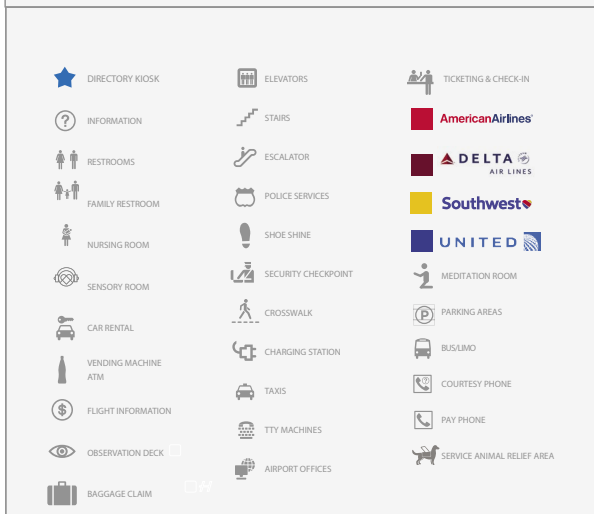 DIRECTORY KIOSK
INFORMATION
RESTROOMS
FAMILY RESTROOM
NURSING ROOM
SENSORY ROOM
CAR RENTAL
VENDING MACHINE
ATM
$
FLIGHT INFORMATION
OBSERVATION DECK
BAGGAGE CLAIM
ELEVATORS
STAIRS
ESCALATOR
POLICE SERVICES
SHOE SHINE
SECURITY CHECKPOINT
CROSSWALK
CHARGING STATION
TAXIS
TTY MACHINES
AIRPORT OFFICES
TICKETING & CHECK-IN
AmericanAirlines
DELTA
AIR LINES
Southwest
UNITED
MEDITATION ROOM
P
PARKING AREAS
BUS/LIMO
COURTESY PHONE
PAY PHONE
SERVICE ANIMAL RELIEF AREA